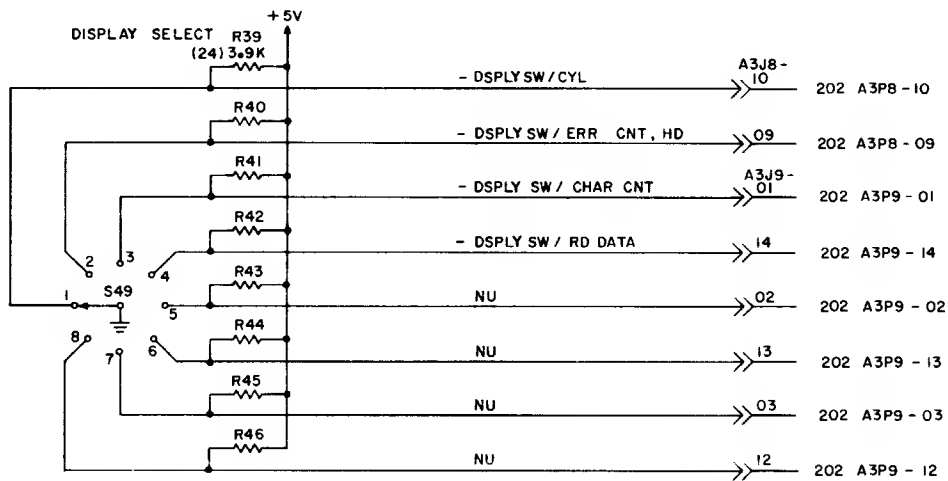 +5V
DISPLAY SELECT
R39
(24) 3.9K
- DSPLY SW/CYL
A3J8-
10
202 A3P8-10
R40
- DSPLY SW/ ERR CNT, HD
09
202 A3P8-09
R41
- DSPLY SW/ CHAR CNT
A3J9-
01
202 A3P9-01
R42
- DSPLY SW/ RD DATA
14
202 A3P9-14
2
3
4
R43
1
S49
5
NU
02
202 A3P9-02
8
7
6
R44
NU
13
202 A3P9-13
R45
NU
03
202 A3P9-03
R46
NU
12
202 A3P9-12